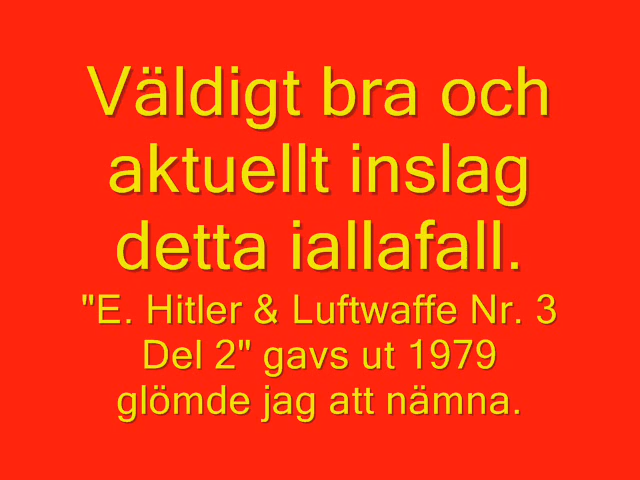 Väldigt bra och
aktuellt inslag
detta iallafall.
"E. Hitler & Luftwaffe Nr. 3
Del 2" gavs ut 1979
glömde jag att nämna.